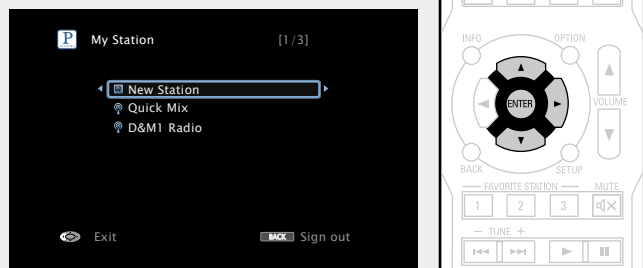 P
My Station [1/3]
New Station
Quick Mix
D&M1 Radio
Exit
BACK Sign out
INFO OPTION
ENTER
VOLUME
BACK SETUP
FAVORITE STATION MUTE
1 2 3
− TUNE +